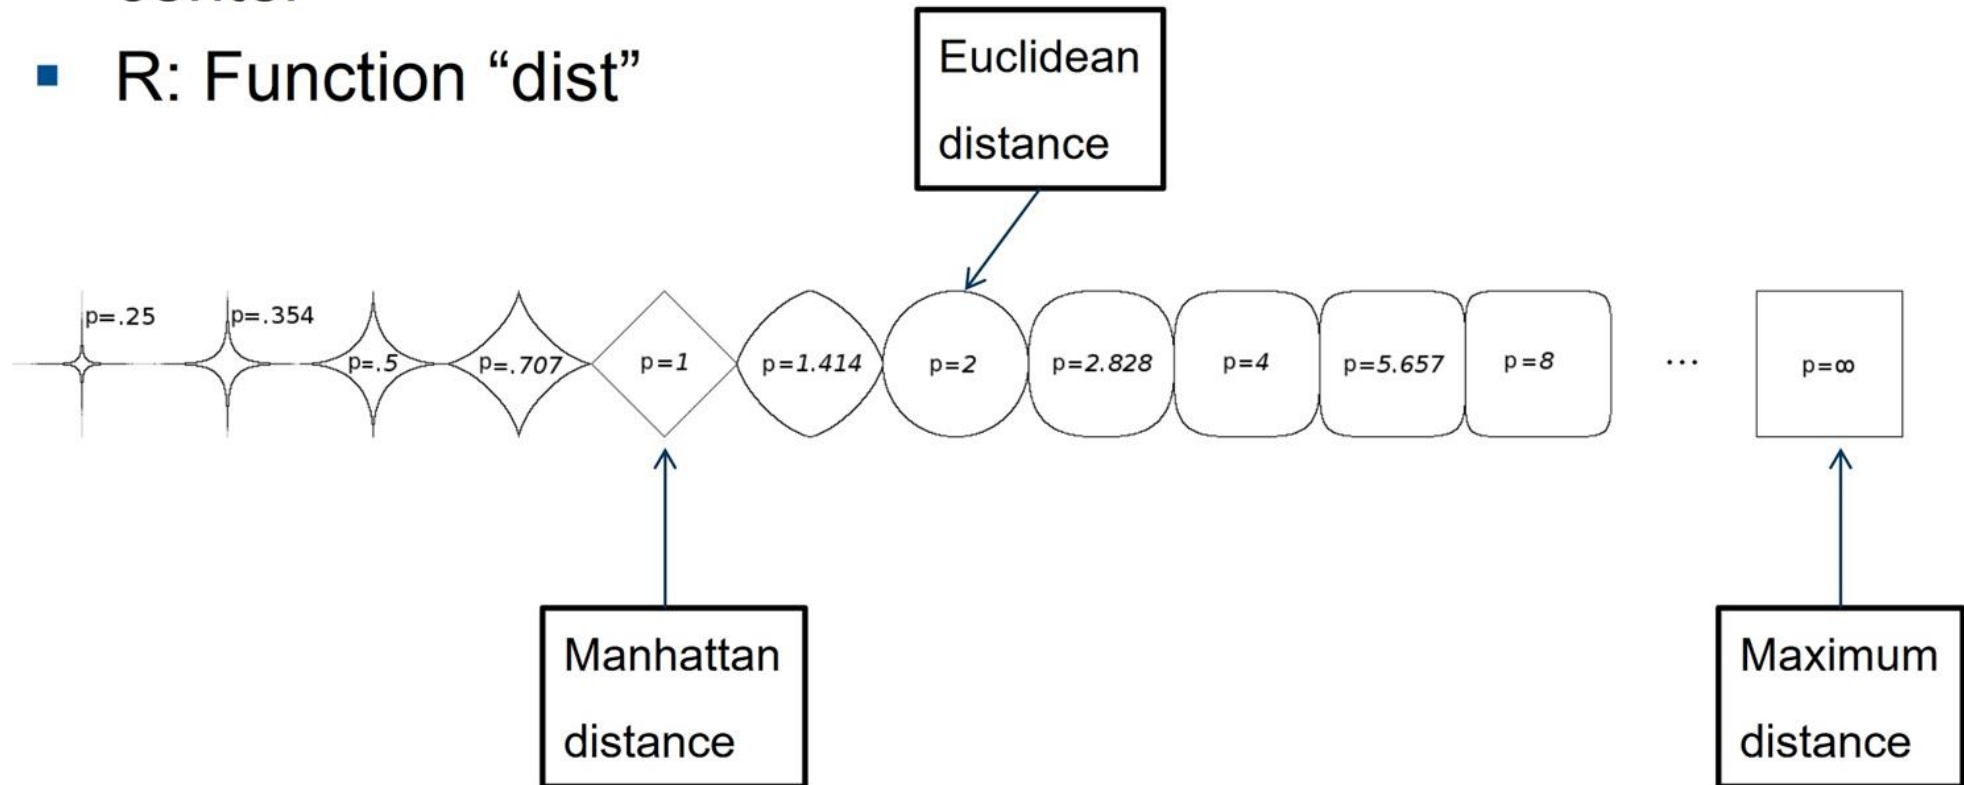 R: Function “dist”
Euclidean
distance
p=.25
p=.354
p=.5
p=.707
p=1
p=1.414
p=2
p=2.828
p=4
p=5.657
p=8
...
p=∞
Manhattan
distance
Maximum
distance